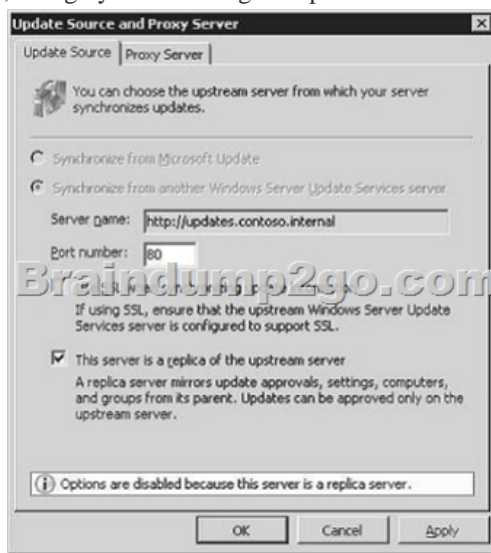 Update Source and Proxy Server
Update Source
Proxy Server
You can choose the upstream server from which your server
synchronizes updates.
Synchronize from Microsoft Update
Synchronize from another Windows Server Update Services server
Server name:
http://updates.contoso.internal
Port number:
80
Braindump2go.com
If using SSL, ensure that the upstream Windows Server Update
Services server is configured to support SSL.
This server is a replica of the upstream server
A replica server mirrors update approvals, settings, computers,
and groups from its parent. Updates can be approved only on the
upstream server.
Options are disabled because this server is a replica server.
OK
Cancel
Apply